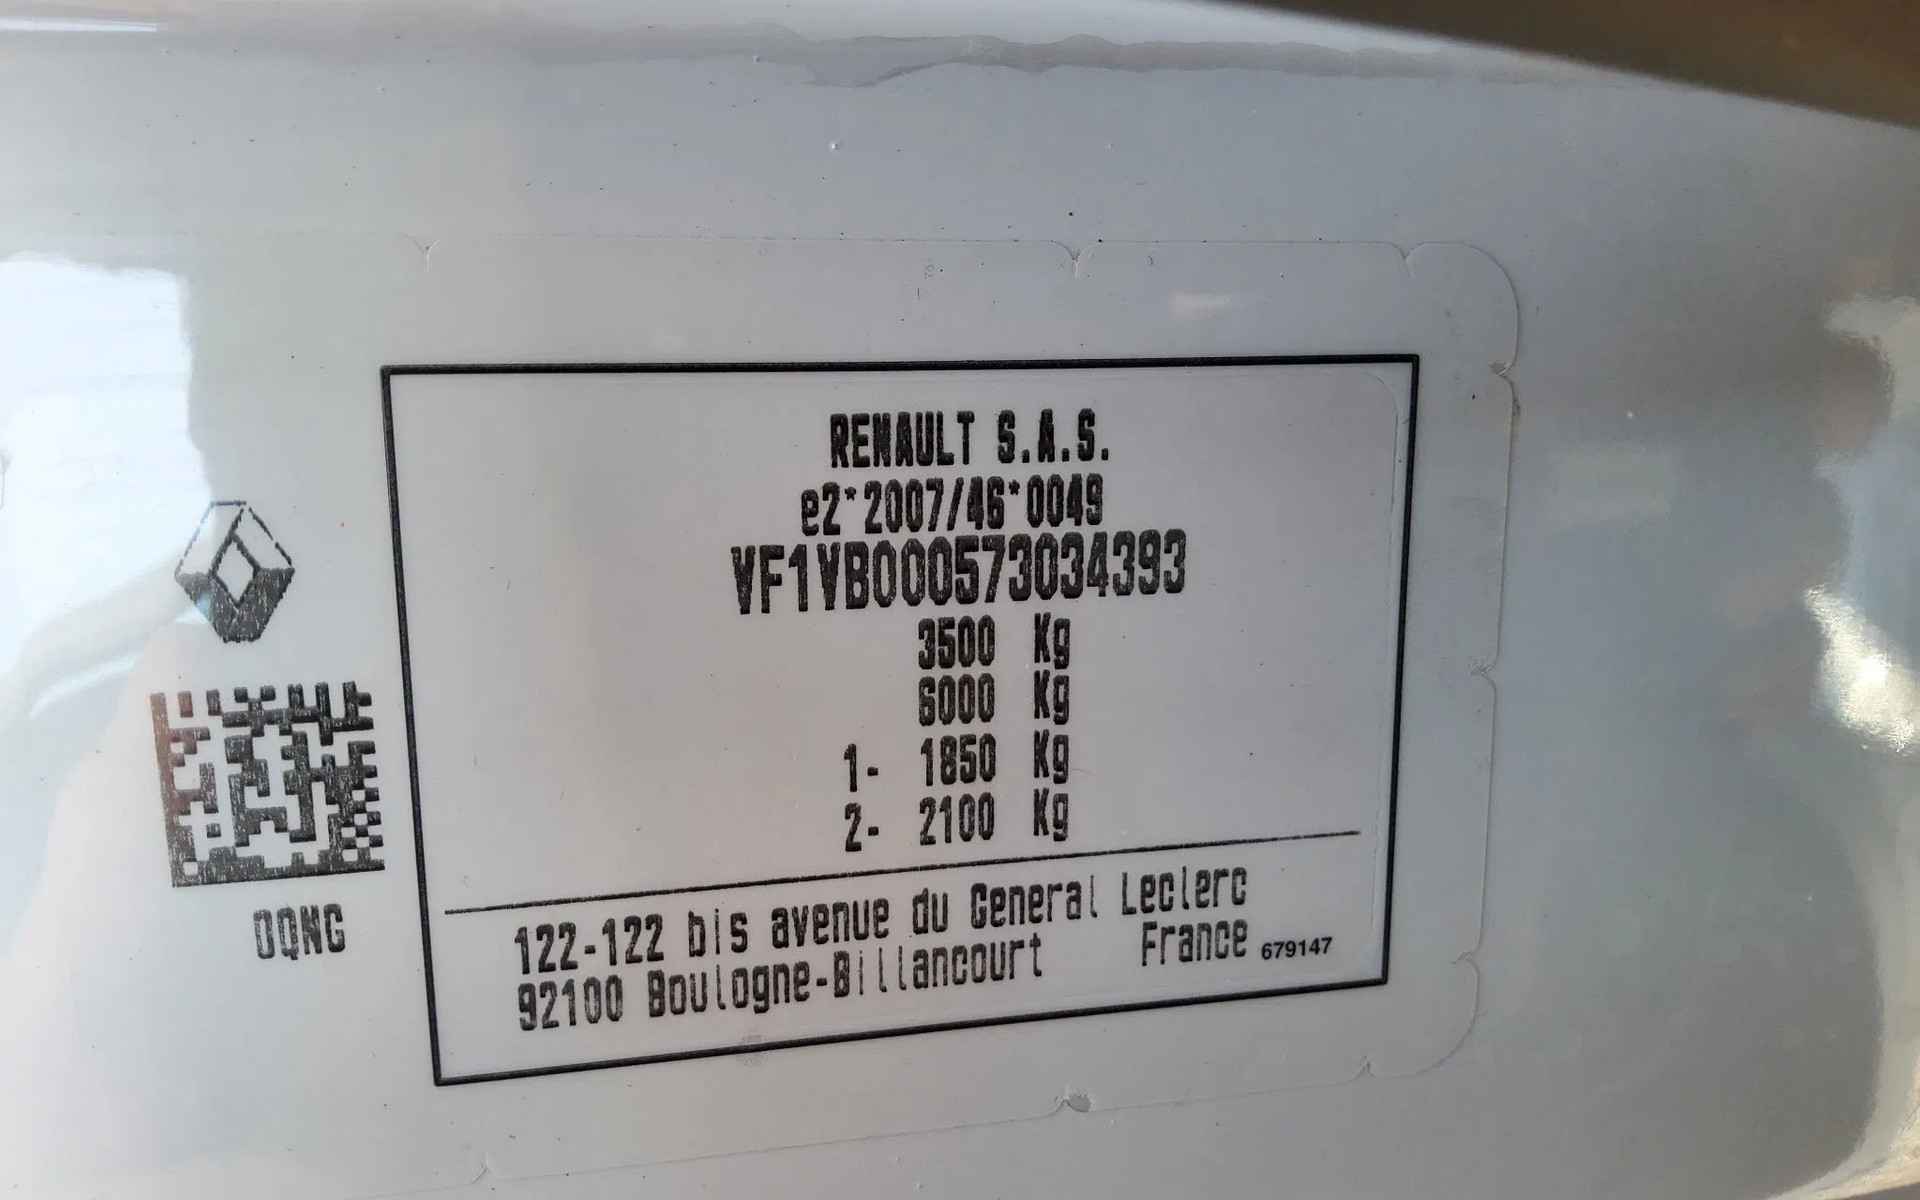 RENAULT S.A.S.
e2*2007/46*0049
VF1VB000573034393
3500 Kg
6000 Kg
1- 1850 Kg
2- 2100 Kg
OQNG
122-122 bis avenue du General Leclerc
92100 Boulogne-Billancourt France 679147